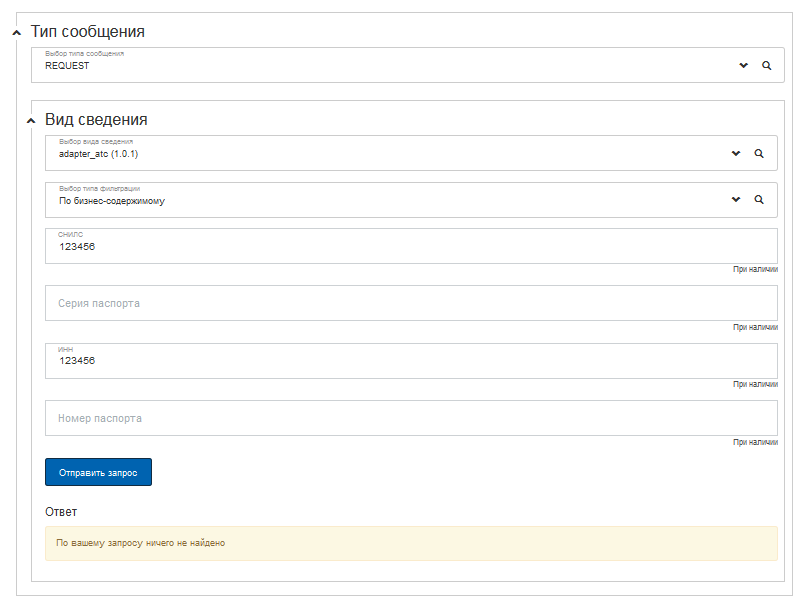 Тип сообщения
Выбор типа сообщения
REQUEST
Вид сведения
Выбор вида сведения
adapter_atc (1.0.1)
Выбор типа фильтрации
По бизнес-содержимому
СНИЛС
123456
При наличии
Серия паспорта
При наличии
ИНН
123456
При наличии
Номер паспорта
При наличии
Отправить запрос
Ответ
По вашему запросу ничего не найдено